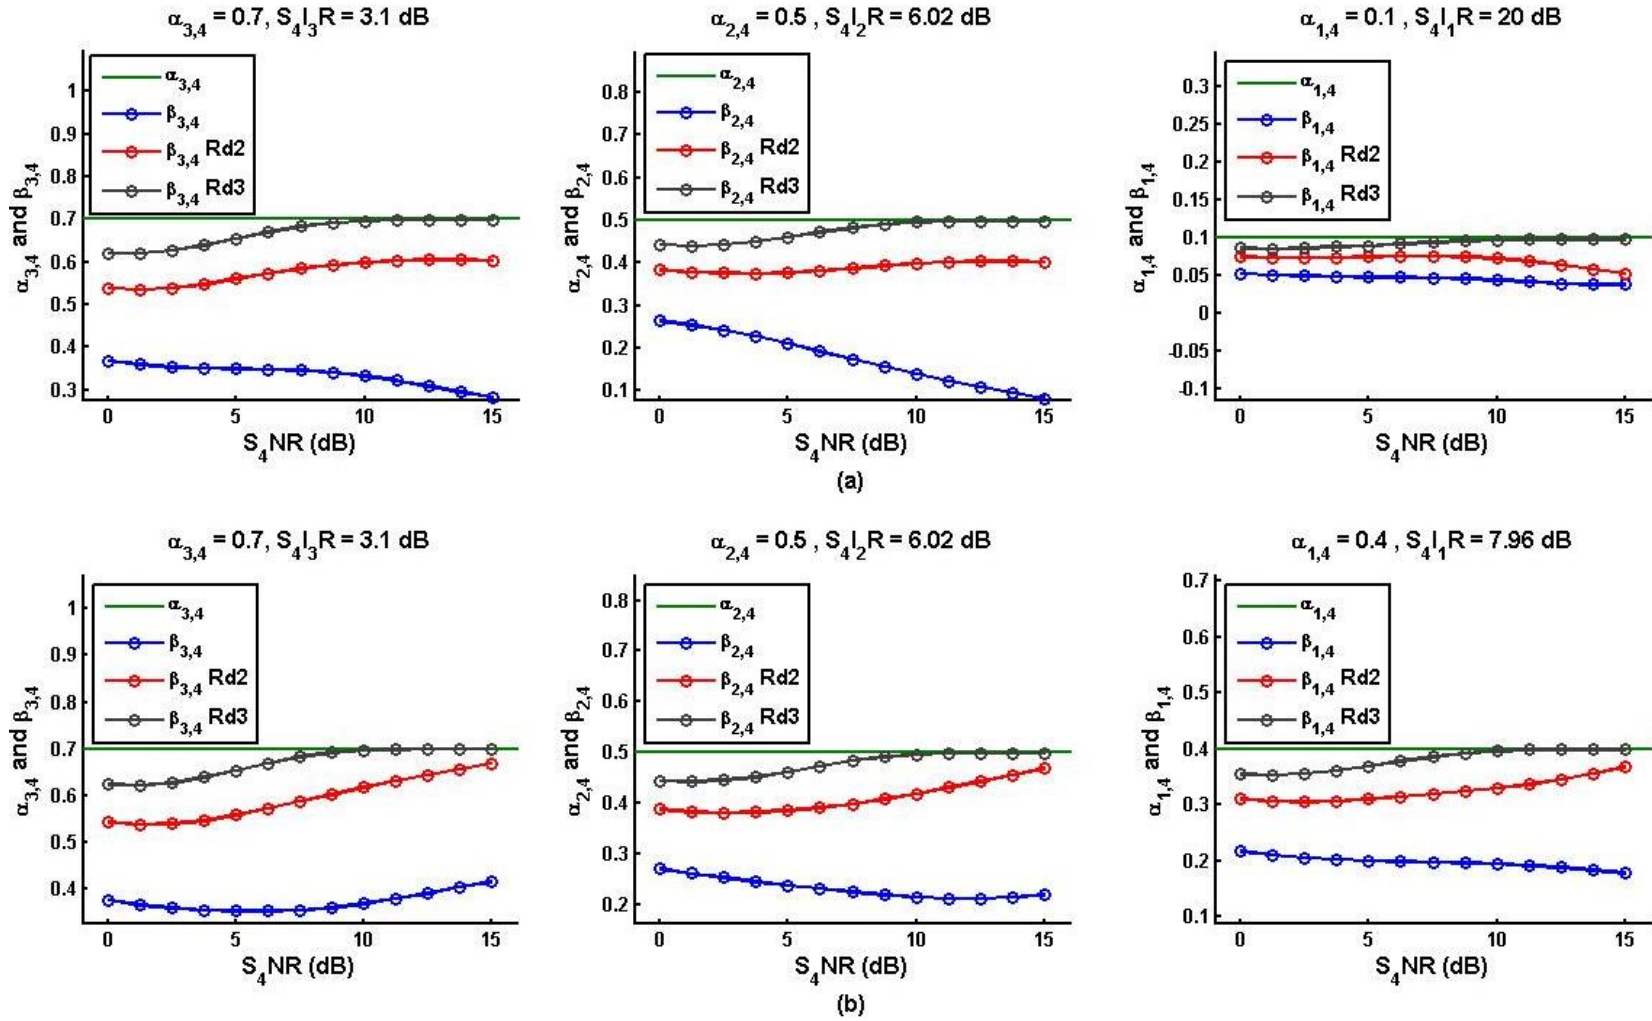 α3,4 = 0.7, S4I3R = 3.1 dB
α3,4
β3,4
β3,4 Rd2
β3,4 Rd3
α3,4 and β3,4
1
0.9
0.8
0.7
0.6
0.5
0.4
0.3
0 5 10 15
S4NR (dB)
α2,4 = 0.5 , S4I2R = 6.02 dB
α2,4
β2,4
β2,4 Rd2
β2,4 Rd3
α2,4 and β2,4
0.8
0.7
0.6
0.5
0.4
0.3
0.2
0.1
0 5 10 15
S4NR (dB)
(a)
α1,4 = 0.1 , S4I1R = 20 dB
α1,4
β1,4
β1,4 Rd2
β1,4 Rd3
α1,4 and β1,4
0.3
0.25
0.2
0.15
0.1
0.05
0
-0.05
-0.1
0 5 10 15
S4NR (dB)
α3,4 = 0.7, S4I3R = 3.1 dB
α3,4
β3,4
β3,4 Rd2
β3,4 Rd3
α3,4 and β3,4
1
0.9
0.8
0.7
0.6
0.5
0.4
0 5 10 15
S4NR (dB)
α2,4 = 0.5 , S4I2R = 6.02 dB
α2,4
β2,4
β2,4 Rd2
β2,4 Rd3
α2,4 and β2,4
0.8
0.7
0.6
0.5
0.4
0.3
0.2
0 5 10 15
S4NR (dB)
(b)
α1,4 = 0.4 , S4I1R = 7.96 dB
α1,4
β1,4
β1,4 Rd2
β1,4 Rd3
α1,4 and β1,4
0.7
0.6
0.5
0.4
0.3
0.2
0.1
0 5 10 15
S4NR (dB)